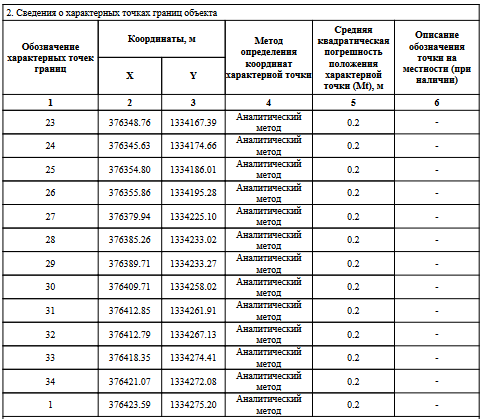 2. Сведения о характерных точках границ объекта
Обозначение характерных точек границ | Координаты, м | Метод определения координат характерной точки | Средняя квадратическая погрешность положения характерной точки (Mt), м | Описание обозначения точки на местности (при наличии)
X | Y
1 | 2 | 3 | 4 | 5 | 6
23 | 376348.76 | 1334167.39 | Аналитический метод | 0.2 | -
24 | 376345.63 | 1334174.66 | Аналитический метод | 0.2 | -
25 | 376354.80 | 1334186.01 | Аналитический метод | 0.2 | -
26 | 376355.86 | 1334195.28 | Аналитический метод | 0.2 | -
27 | 376379.94 | 1334225.10 | Аналитический метод | 0.2 | -
28 | 376385.26 | 1334233.02 | Аналитический метод | 0.2 | -
29 | 376389.71 | 1334233.27 | Аналитический метод | 0.2 | -
30 | 376409.71 | 1334258.02 | Аналитический метод | 0.2 | -
31 | 376412.85 | 1334261.91 | Аналитический метод | 0.2 | -
32 | 376412.79 | 1334267.13 | Аналитический метод | 0.2 | -
33 | 376418.35 | 1334274.41 | Аналитический метод | 0.2 | -
34 | 376421.07 | 1334272.08 | Аналитический метод | 0.2 | -
1 | 376423.59 | 1334275.20 | Аналитический метод | 0.2 | -